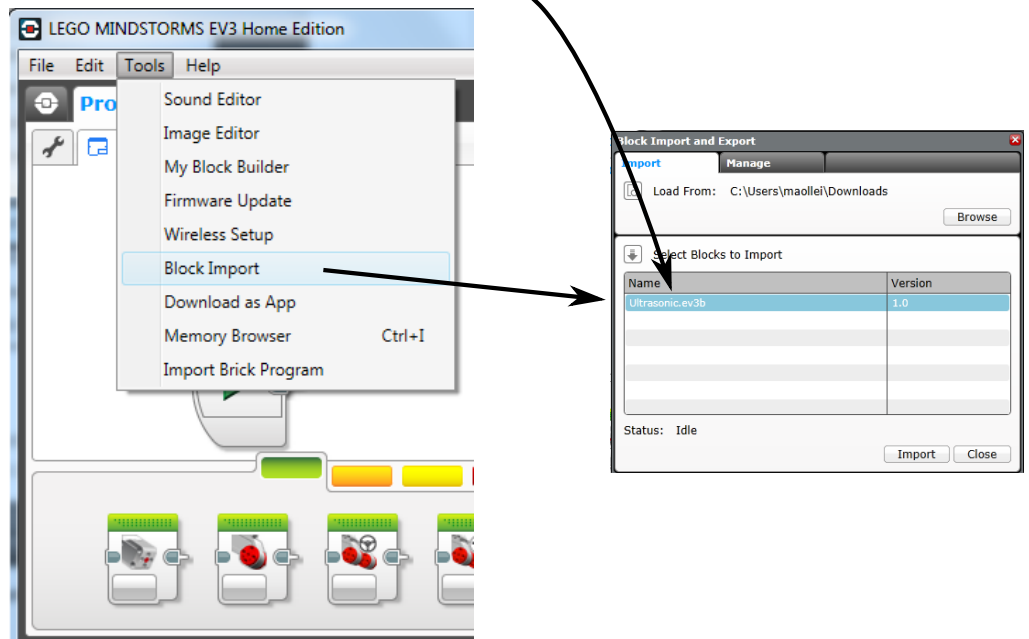 LEGO MINDSTORMS EV3 Home Edition
File Edit Tools Help
Pro
Sound Editor
Image Editor
My Block Builder
Firmware Update
Wireless Setup
Block Import
Download as App
Memory Browser Ctrl+I
Import Brick Program
Block Import and Export
Import Manage
Load From: C:\Users\maollei\Downloads
Browse
Select Blocks to Import
Name Version
Ultrasonic.ev3b 1.0
Status: Idle
Import Close